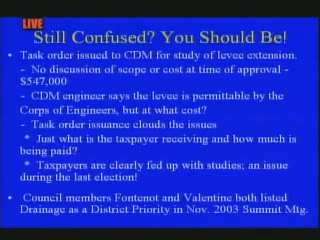 LIVE
Still Confused? You Should Be!
• Task order issued to CDM for study of levee extension.
- No discussion of scope or cost at time of approval -
$547,000
- CDM engineer says the levee is permittable by the
Corps of Engineers, but at what cost?
- Task order issuance clouds the issues
* Just what is the taxpayer receiving and how much is
being paid?
* Taxpayers are clearly fed up with studies; an issue
during the last election!
• Council members Fontenot and Valentine both listed
Drainage as a District Priority in Nov. 2003 Summit Mtg.